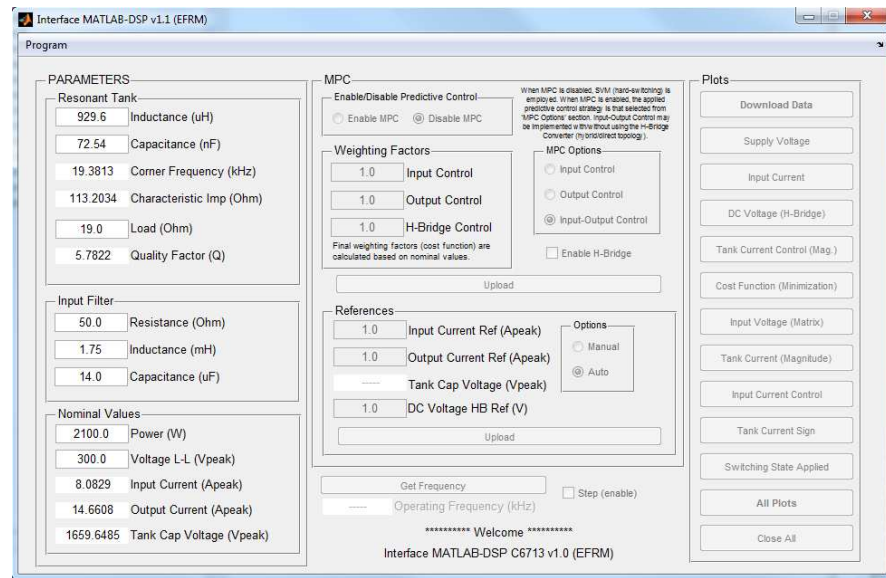 Interface MATLAB-DSP v1.1 (EFRM)
Program
PARAMETERS
Resonant Tank
929.6 Inductance (uH)
72.54 Capacitance (nF)
19.3813 Corner Frequency (kHz)
113.2034 Characteristic Imp (Ohm)
19.0 Load (Ohm)
5.7822 Quality Factor (Q)
Input Filter
50.0 Resistance (Ohm)
1.75 Inductance (mH)
14.0 Capacitance (uF)
Nominal Values
2100.0 Power (W)
300.0 Voltage L-L (Vpeak)
8.0829 Input Current (Apeak)
14.6608 Output Current (Apeak)
1659.6485 Tank Cap Voltage (Vpeak)
MPC
Enable/Disable Predictive Control
Enable MPC Disable MPC
When MPC is disabled, SVM (hard-switching) is
employed. When MPC is enabled, the applied
predictive control strategy is that selected from
'MPC Options' section. Input-Output Control may
be implemented with/without using the H-Bridge
Converter (hybrid/direct topology).
Weighting Factors
1.0 Input Control
1.0 Output Control
1.0 H-Bridge Control
Final weighting factors (cost function) are
calculated based on nominal values.
MPC Options
Input Control
Output Control
Input-Output Control
Enable H-Bridge
Upload
References
1.0 Input Current Ref (Apeak)
1.0 Output Current Ref (Apeak)
----- Tank Cap Voltage (Vpeak)
1.0 DC Voltage HB Ref (V)
Options
Manual
Auto
Upload
Get Frequency
Step (enable)
----- Operating Frequency (kHz)
********** Welcome **********
Interface MATLAB-DSP C6713 v1.0 (EFRM)
Plots
Download Data
Supply Voltage
Input Current
DC Voltage (H-Bridge)
Tank Current Control (Mag.)
Cost Function (Minimization)
Input Voltage (Matrix)
Tank Current (Magnitude)
Input Current Control
Tank Current Sign
Switching State Applied
All Plots
Close All